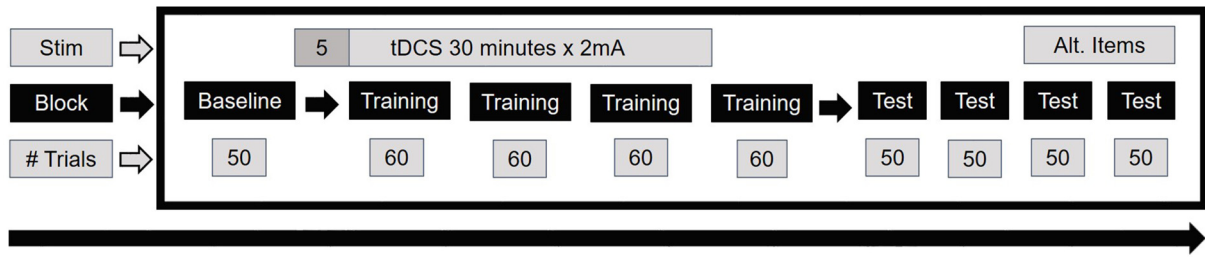 Stim 5 tDCS 30 minutes x 2mA Alt. Items
Block Baseline Training Training Training Training Test Test Test Test
# Trials 50 60 60 60 60 50 50 50 50